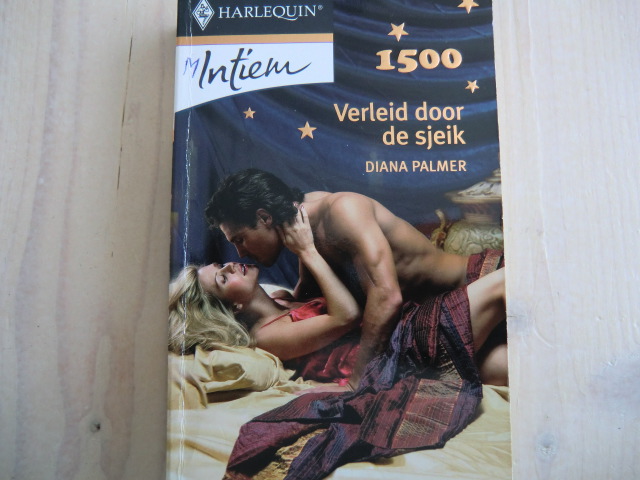 HARLEQUIN®
M
Intiem
1500
Verleid door
de sjeik
DIANA PALMER